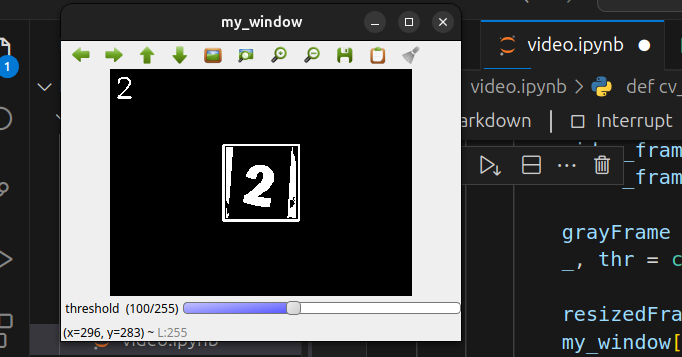 my_window
video.ipynb
1
2
video.ipynb
def cv_
arkdown
Interrupt
2
_fram
_fram
grayFrame
_, thr = c
resizedFra
my_window[
threshold (100/255)
(x=296, y=283) ~ L:255
video.ipynb